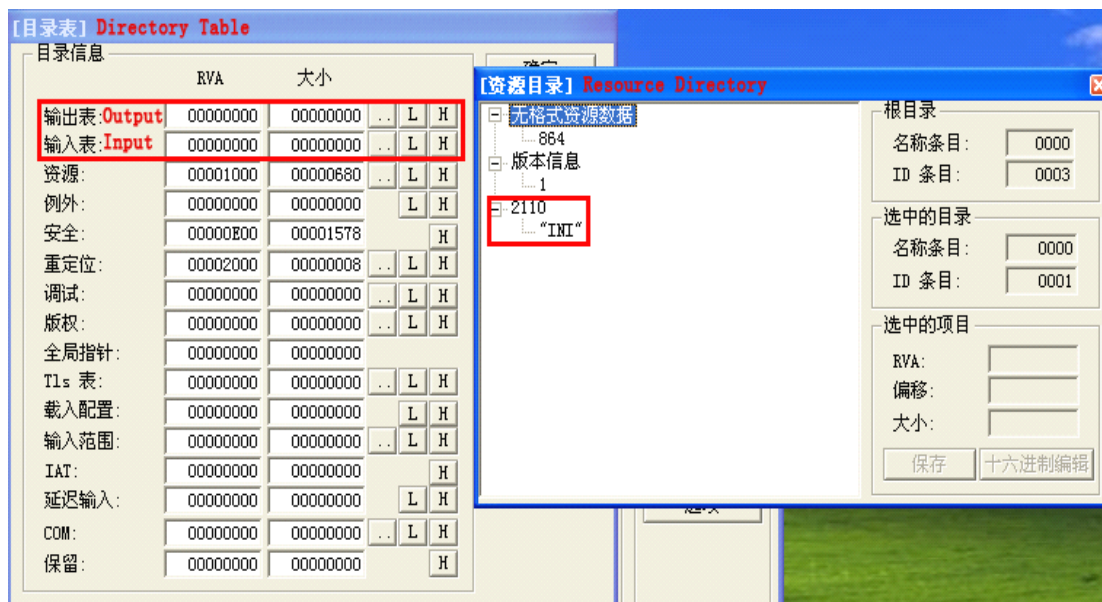 [目录表] Directory Table
目录信息
RVA 大小
输出表:Output 00000000 00000000 .. L H
输入表:Input 00000000 00000000 .. L H
资源: 00001000 00000680 .. L H
例外: 00000000 00000000 L H
安全: 00000E00 00001578 H
重定位: 00002000 00000008 .. L H
调试: 00000000 00000000 .. L H
版权: 00000000 00000000 .. L H
全局指针: 00000000 00000000
Tls 表: 00000000 00000000 .. L H
载入配置: 00000000 00000000 L H
输入范围: 00000000 00000000 .. L H
IAT: 00000000 00000000 H
延迟输入: 00000000 00000000 L H
COM: 00000000 00000000 .. L H
保留: 00000000 00000000 H
[资源目录] Resource Directory
无格式资源数据
864
版本信息
1
2110
“INI“
根目录
名称条目: 0000
ID 条目: 0003
选中的目录
名称条目: 0000
ID 条目: 0001
选中的项目
RVA:
偏移:
大小:
保存 十六进制编辑